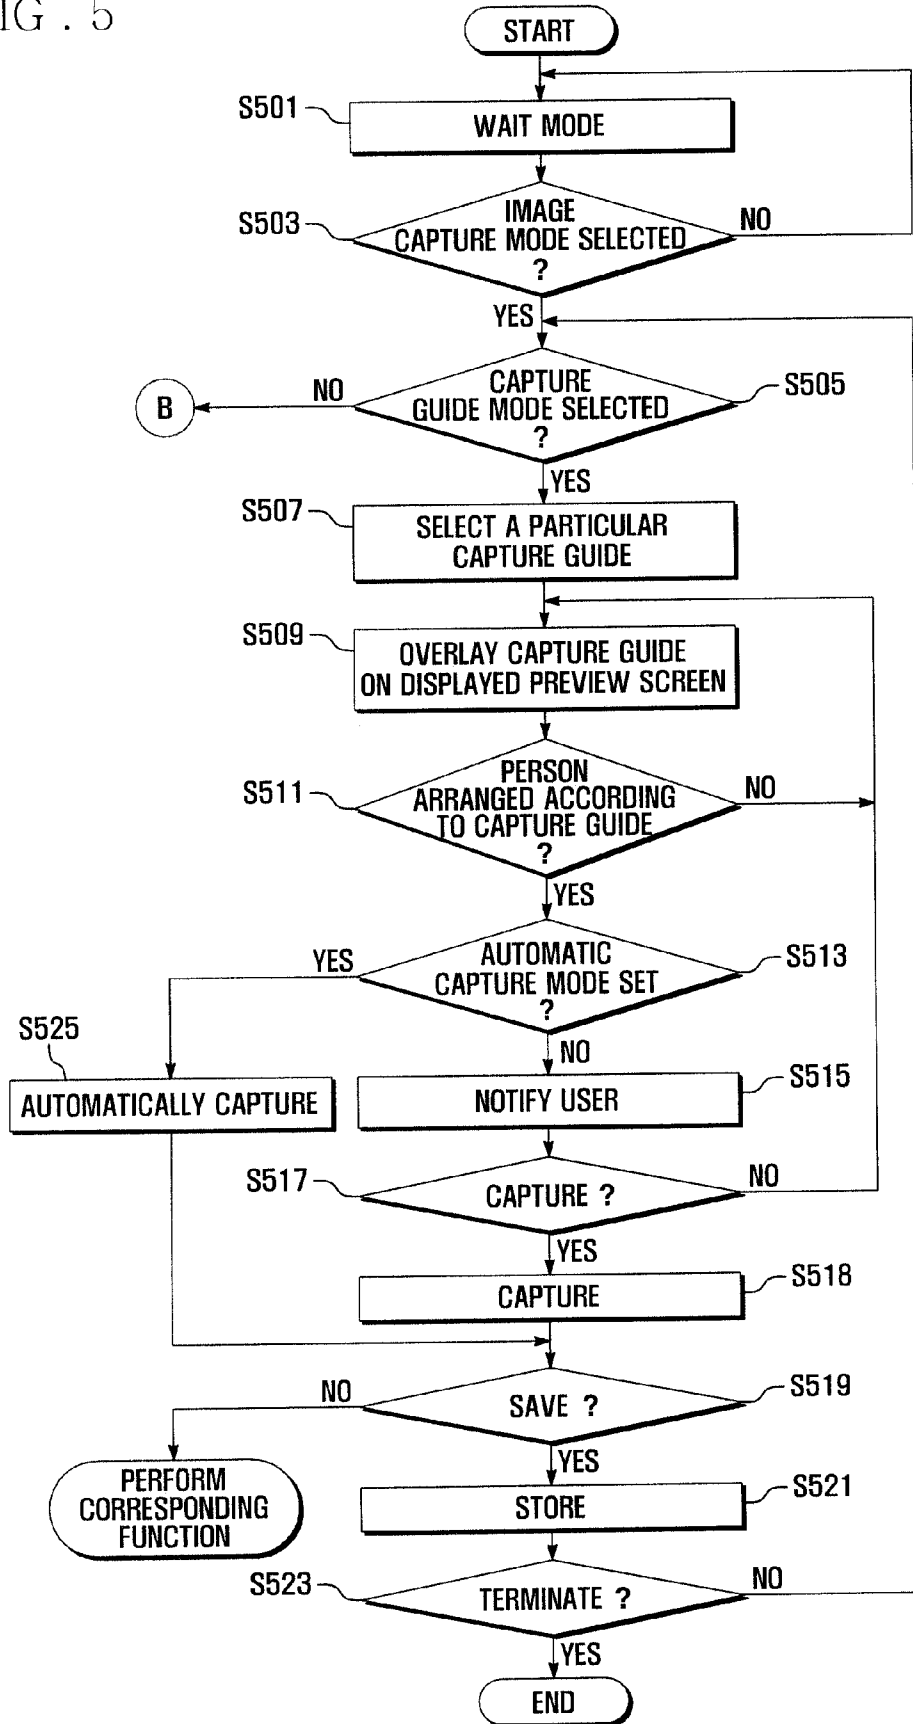 IG . 5
START
S501
WAIT MODE
S503
IMAGE
CAPTURE MODE SELECTED
?
NO
YES
CAPTURE
GUIDE MODE SELECTED
?
S505
NO
B
YES
S507
SELECT A PARTICULAR
CAPTURE GUIDE
S509
OVERLAY CAPTURE GUIDE
ON DISPLAYED PREVIEW SCREEN
S511
PERSON
ARRANGED ACCORDING
TO CAPTURE GUIDE
?
NO
YES
AUTOMATIC
CAPTURE MODE SET
?
S513
YES
NO
S525
AUTOMATICALLY CAPTURE
NOTIFY USER
S515
S517
CAPTURE ?
NO
YES
CAPTURE
S518
SAVE ?
S519
NO
YES
PERFORM
CORRESPONDING
FUNCTION
STORE
S521
S523
TERMINATE ?
NO
YES
END